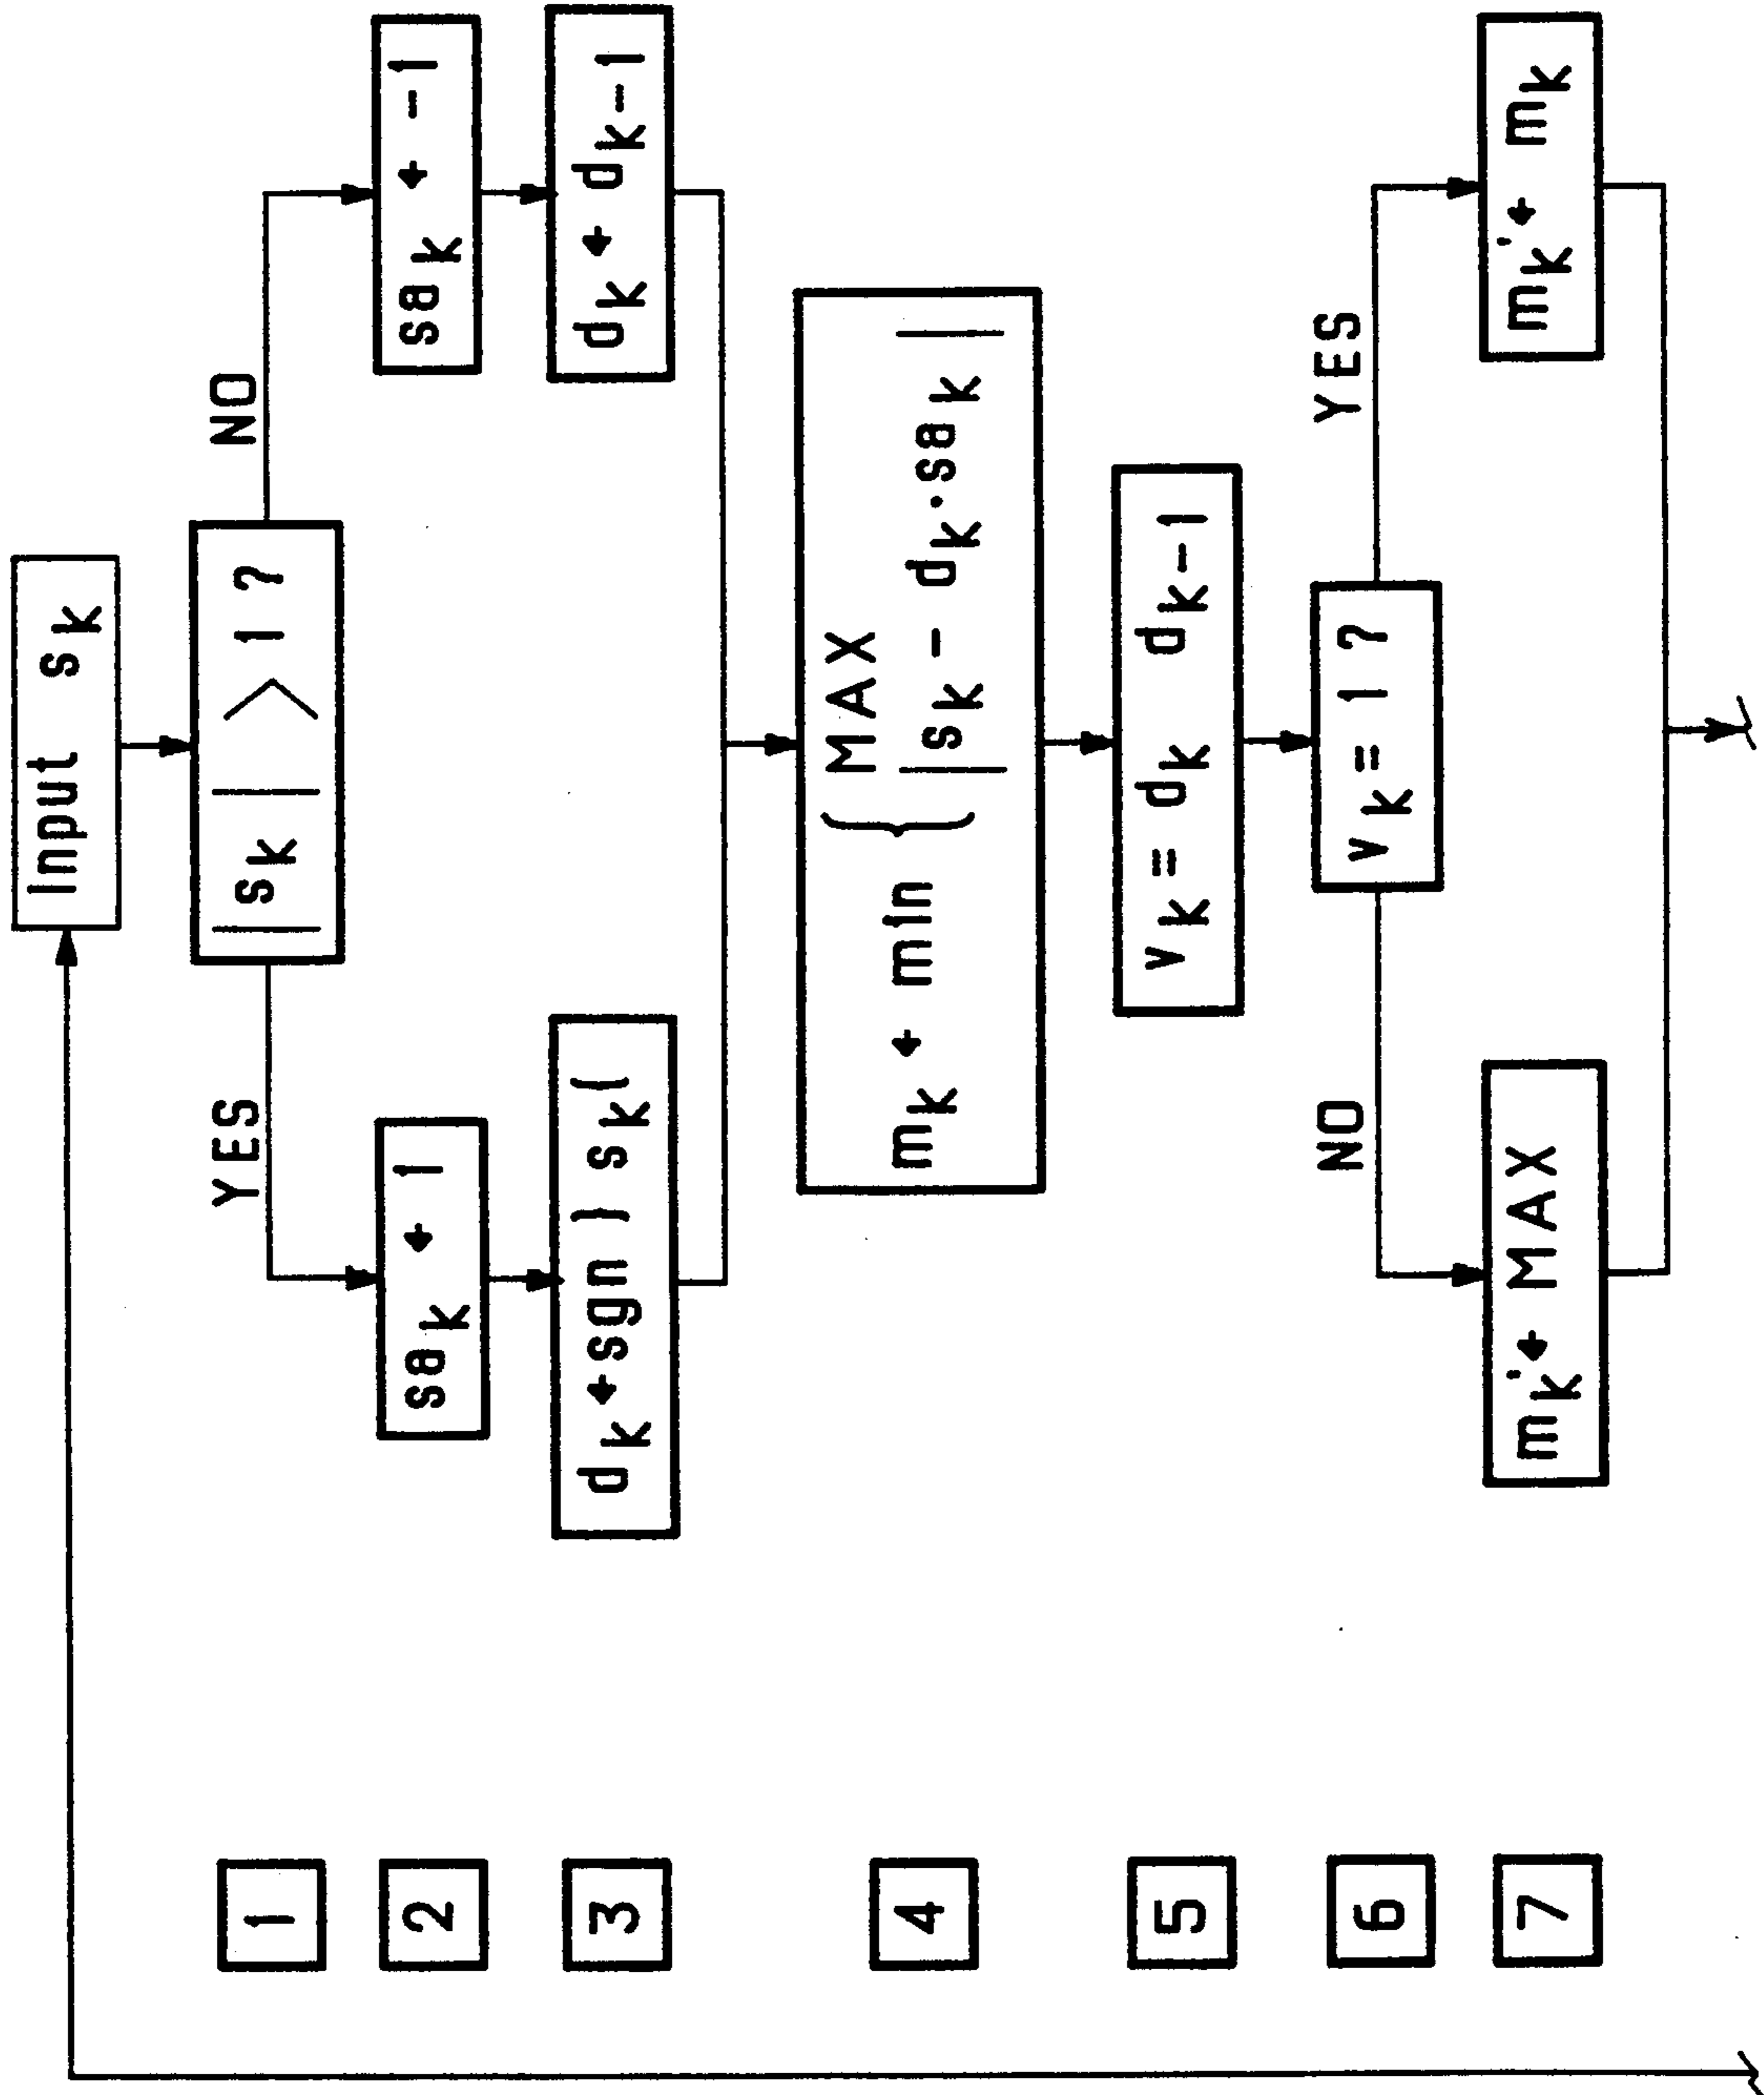 Input s_k
1
|s_k| > 1 ?
YES
NO
2
sa_k ← 1
sa_k ← -1
3
d_k ← sgn ) s_k (
d_k ← d_k-1
4
m_k ← min { MAX
|s_k - d_k · sa_k|
5
v_k = d_k d_k-1
6
v_k = 1 ?
NO
YES
7
m_k' ← MAX
m_k' ← m_k